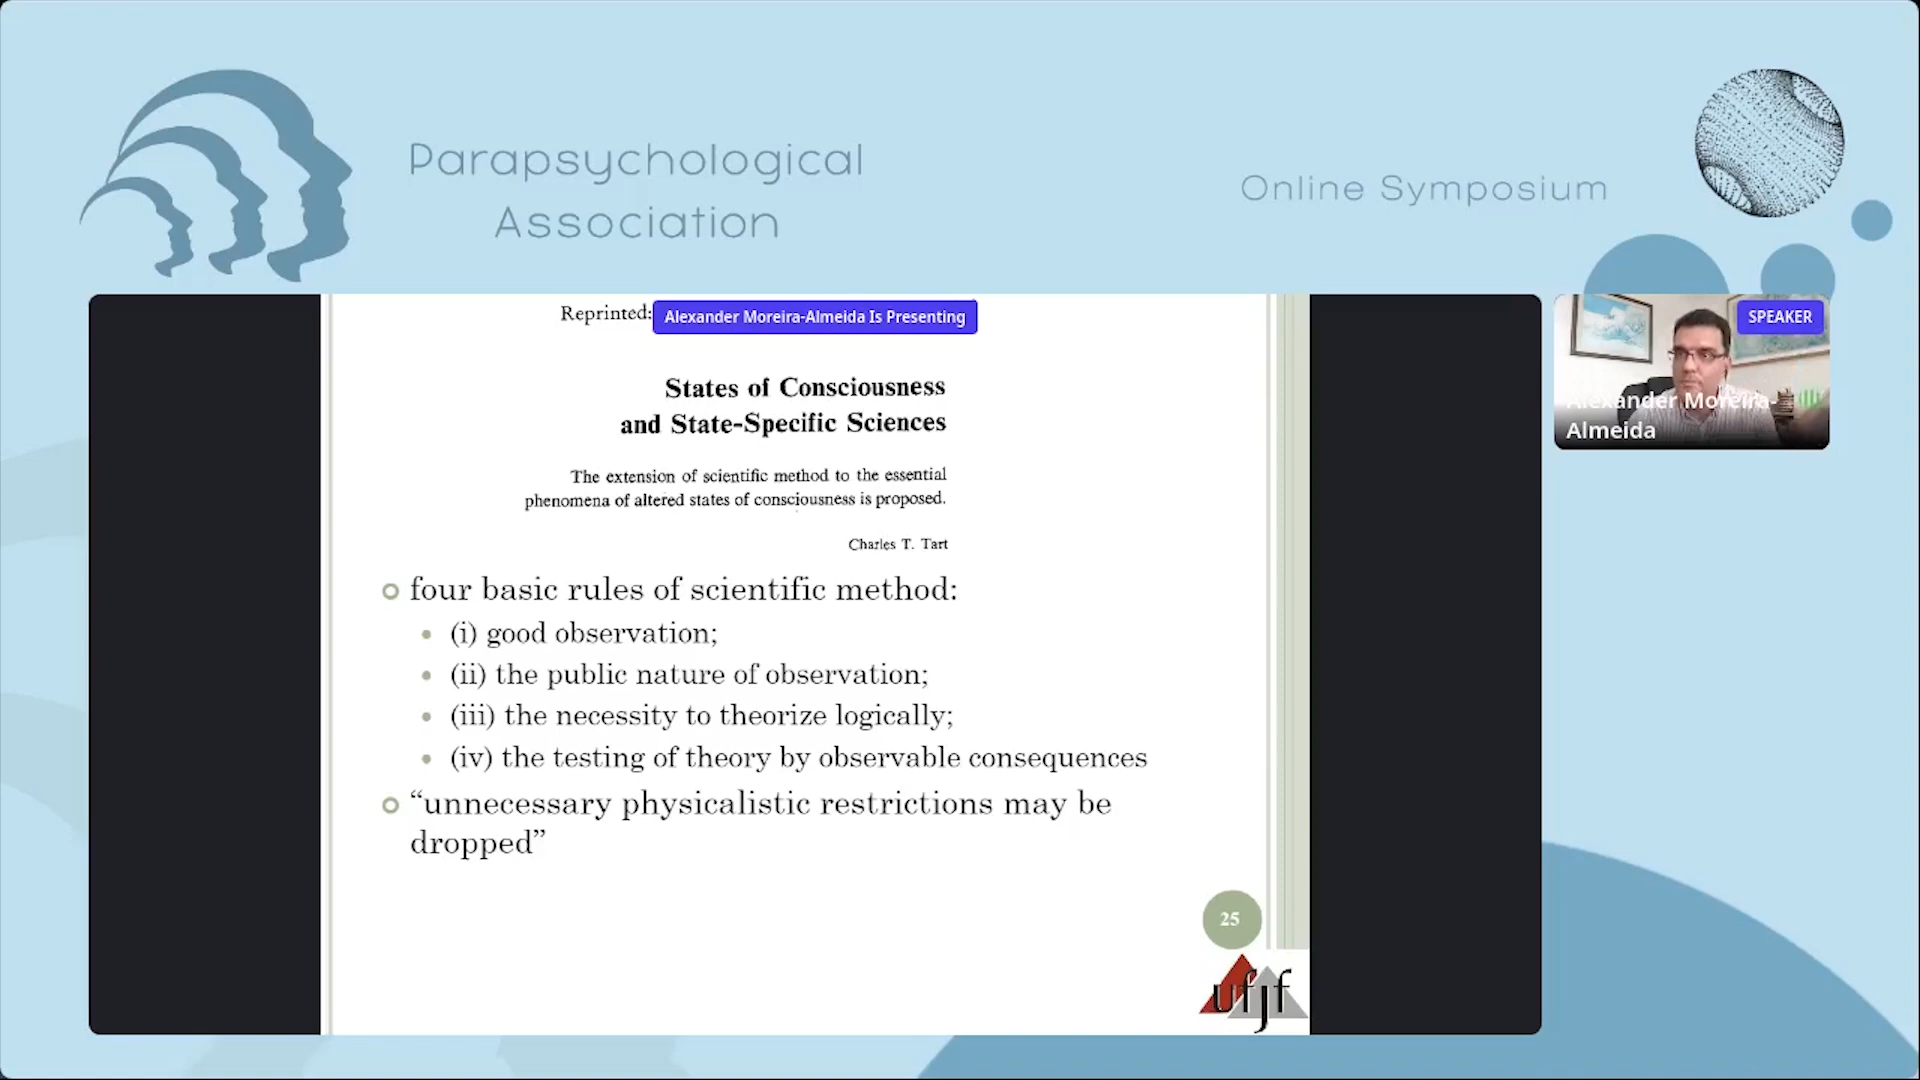 Parapsychological
Association
Online Symposium
Reprinted:
Alexander Moreira-Almeida Is Presenting
SPEAKER
Alexander Moreira-
Almeida
States of Consciousness
and State-Specific Sciences
The extension of scientific method to the essential
phenomena of altered states of consciousness is proposed.
Charles T. Tart
four basic rules of scientific method:
(i) good observation;
(ii) the public nature of observation;
(iii) the necessity to theorize logically;
(iv) the testing of theory by observable consequences
“unnecessary physicalistic restrictions may be
dropped”
25
ufjf